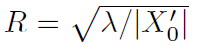 R = √λ/|X′₀|